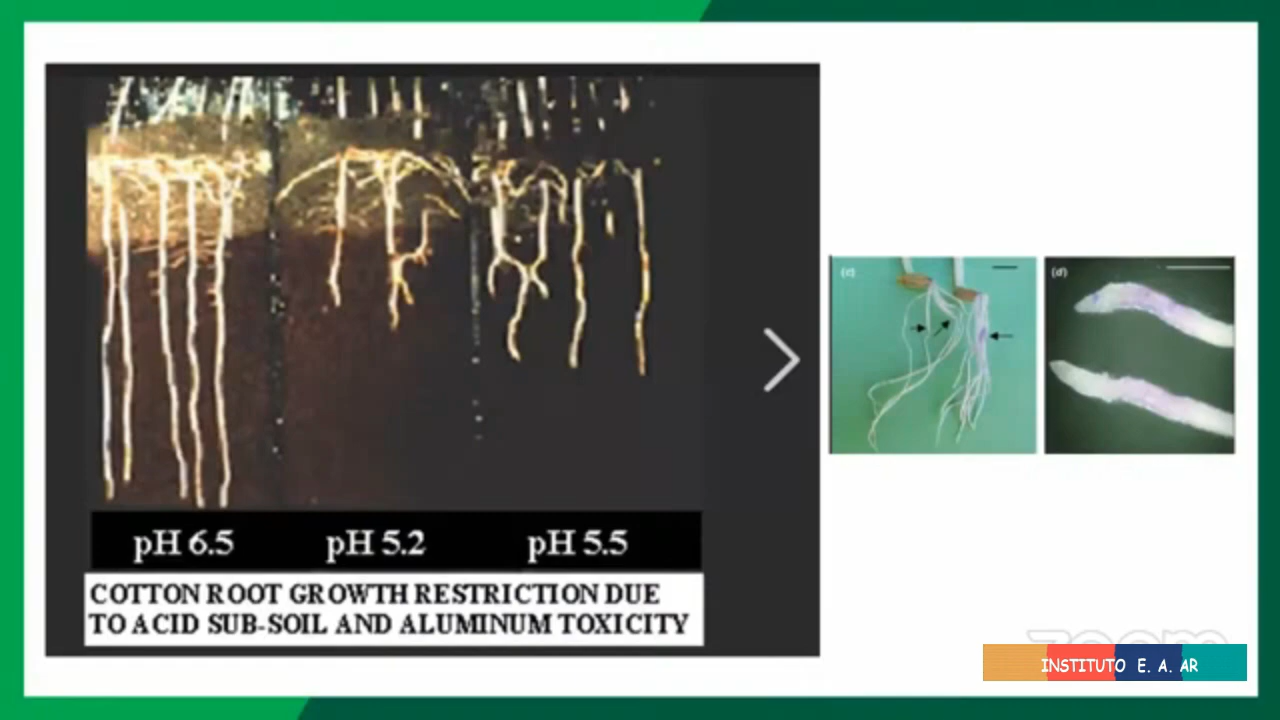 pH 6.5 pH 5.2 pH 5.5
COTTON ROOT GROWTH RESTRICTION DUE
TO ACID SUB-SOIL AND ALUMINUM TOXICITY
(c)
(d)
zoom
INSTITUTO E. A. AR